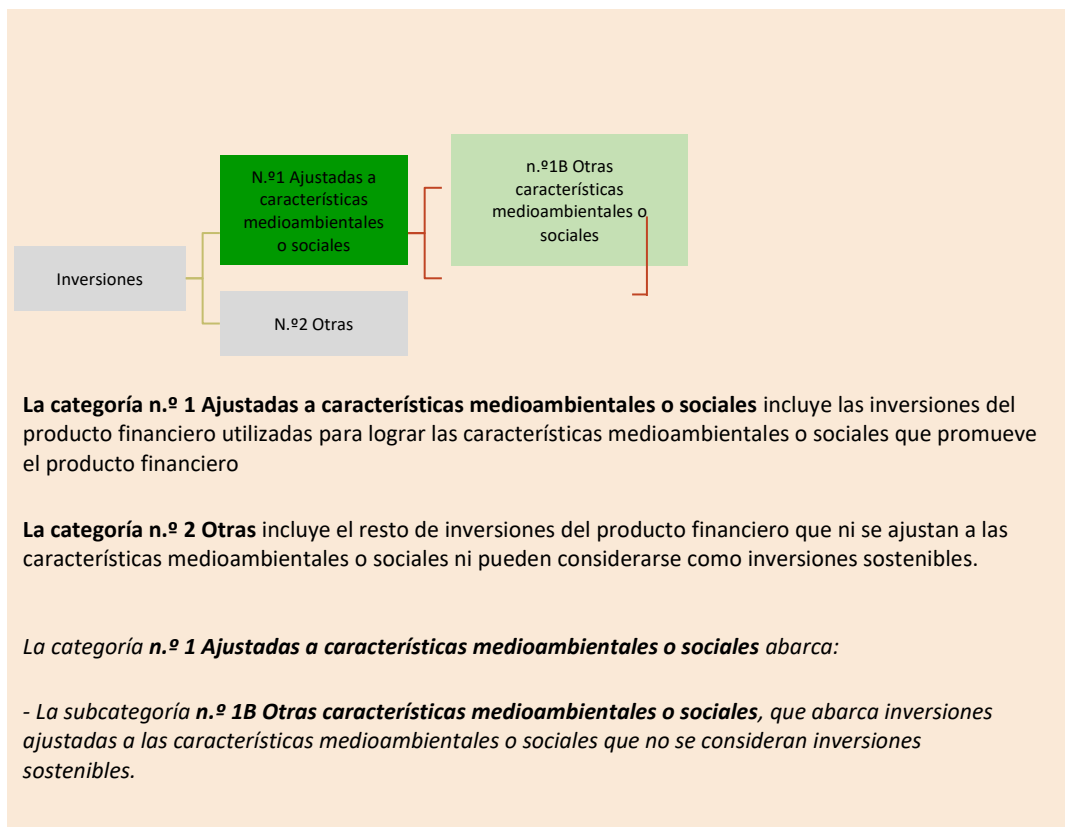 N.º1 Ajustadas a
características
medioambientales
o sociales
n.º1B Otras
características
medioambientales o
sociales
Inversiones
N.º2 Otras
La categoría n.º 1 Ajustadas a características medioambientales o sociales incluye las inversiones del
producto financiero utilizadas para lograr las características medioambientales o sociales que promueve
el producto financiero
La categoría n.º 2 Otras incluye el resto de inversiones del producto financiero que ni se ajustan a las
características medioambientales o sociales ni pueden considerarse como inversiones sostenibles.
La categoría n.º 1 Ajustadas a características medioambientales o sociales abarca:
- La subcategoría n.º 1B Otras características medioambientales o sociales, que abarca inversiones
ajustadas a las características medioambientales o sociales que no se consideran inversiones
sostenibles.